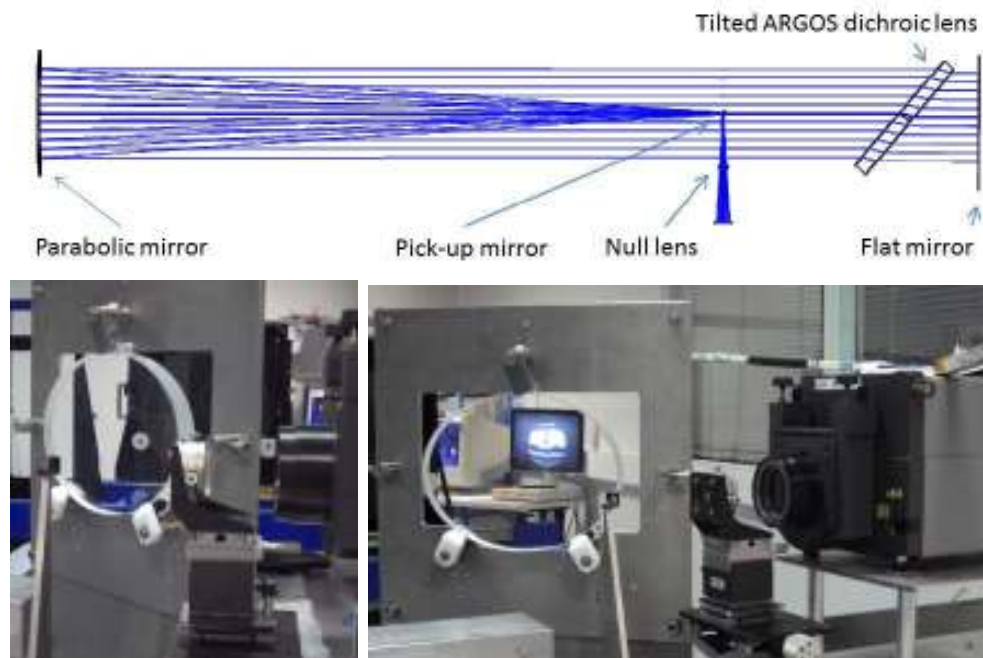 Tilted ARGOS dichroic lens
Parabolic mirror
Pick-up mirror
Null lens
Flat mirror